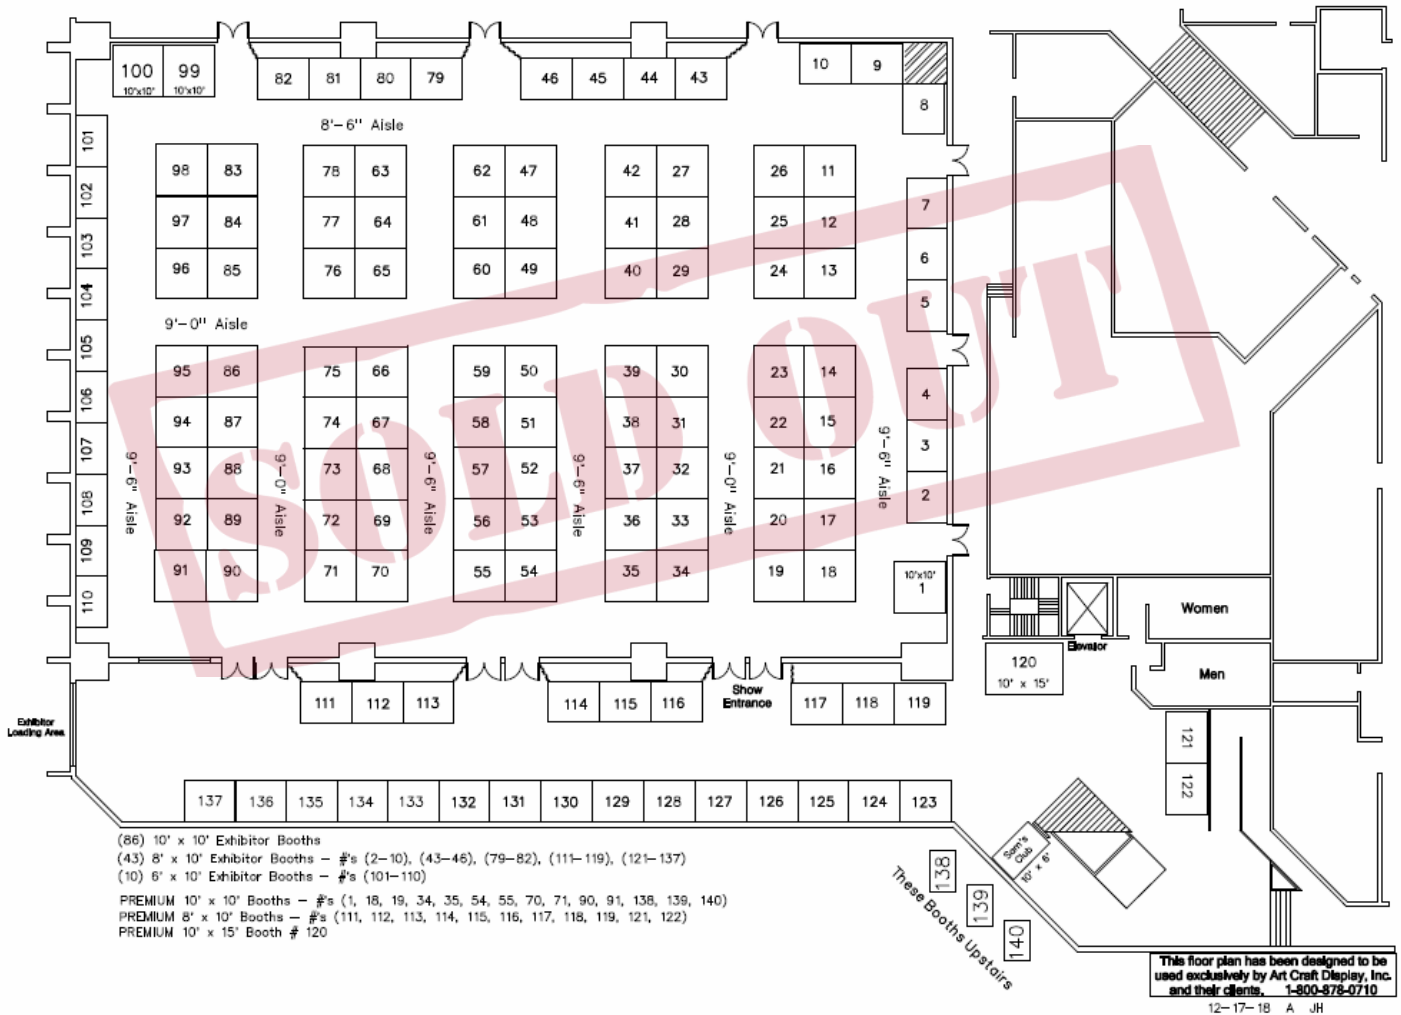 100 99
10'x10' 10'x10'
82 81 80 79
46 45 44 43
10 9
8
8'-6" Aisle
101
102
103
104
105
106
107
108
109
110
98 83
97 84
96 85
78 63
77 64
76 65
62 47
61 48
60 49
42 27
41 28
40 29
26 11
25 12
24 13
7
6
5
9'-0" Aisle
95 86
94 87
93 88
92 89
91 90
75 66
74 67
73 68
72 69
71 70
59 50
58 51
57 52
56 53
55 54
39 30
38 31
37 32
36 33
35 34
23 14
22 15
21 16
20 17
19 18
4
3
2
9'-6" Aisle
9'-0" Aisle
9'-6" Aisle
9'-6" Aisle
9'-0" Aisle
9'-6" Aisle
10'x10'
1
SOLD OUT
Women
Elevator
Men
120
10' x 15'
111 112 113
114 115 116
Show
Entrance
117 118 119
Exhibitor
Loading Area
121
122
137 136 135 134 133 132 131 130 129 128 127 126 125 124 123
Sam's
Club
10' x 6'
138
139
140
These Booths Upstairs
(86) 10' x 10' Exhibitor Booths
(43) 8' x 10' Exhibitor Booths – #'s (2–10), (43–46), (79–82), (111–119), (121–137)
(10) 6' x 10' Exhibitor Booths – #'s (101–110)
PREMIUM 10' x 10' Booths – #'s (1, 18, 19, 34, 35, 54, 55, 70, 71, 90, 91, 138, 139, 140)
PREMIUM 8' x 10' Booths – #'s (111, 112, 113, 114, 115, 116, 117, 118, 119, 121, 122)
PREMIUM 10' x 15' Booth # 120
This floor plan has been designed to be
used exclusively by Art Craft Display, Inc.
and their clients. 1-800-878-0710
12-17-18 A JH